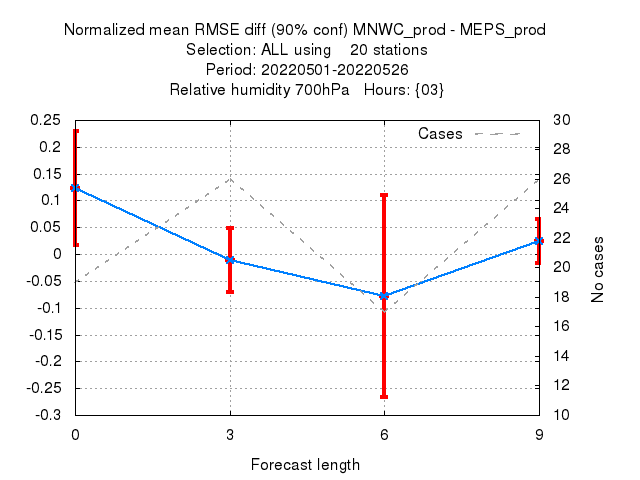 Normalized mean RMSE diff (90% conf) MNWC_prod - MEPS_prod
Selection: ALL using    20 stations
Period: 20220501-20220526
Relative humidity 700hPa   Hours: {03}
Cases
0.25
0.2
0.15
0.1
0.05
0
-0.05
-0.1
-0.15
-0.2
-0.25
-0.3
30
28
26
24
22
20
18
16
14
12
10
No cases
0 3 6 9
Forecast length